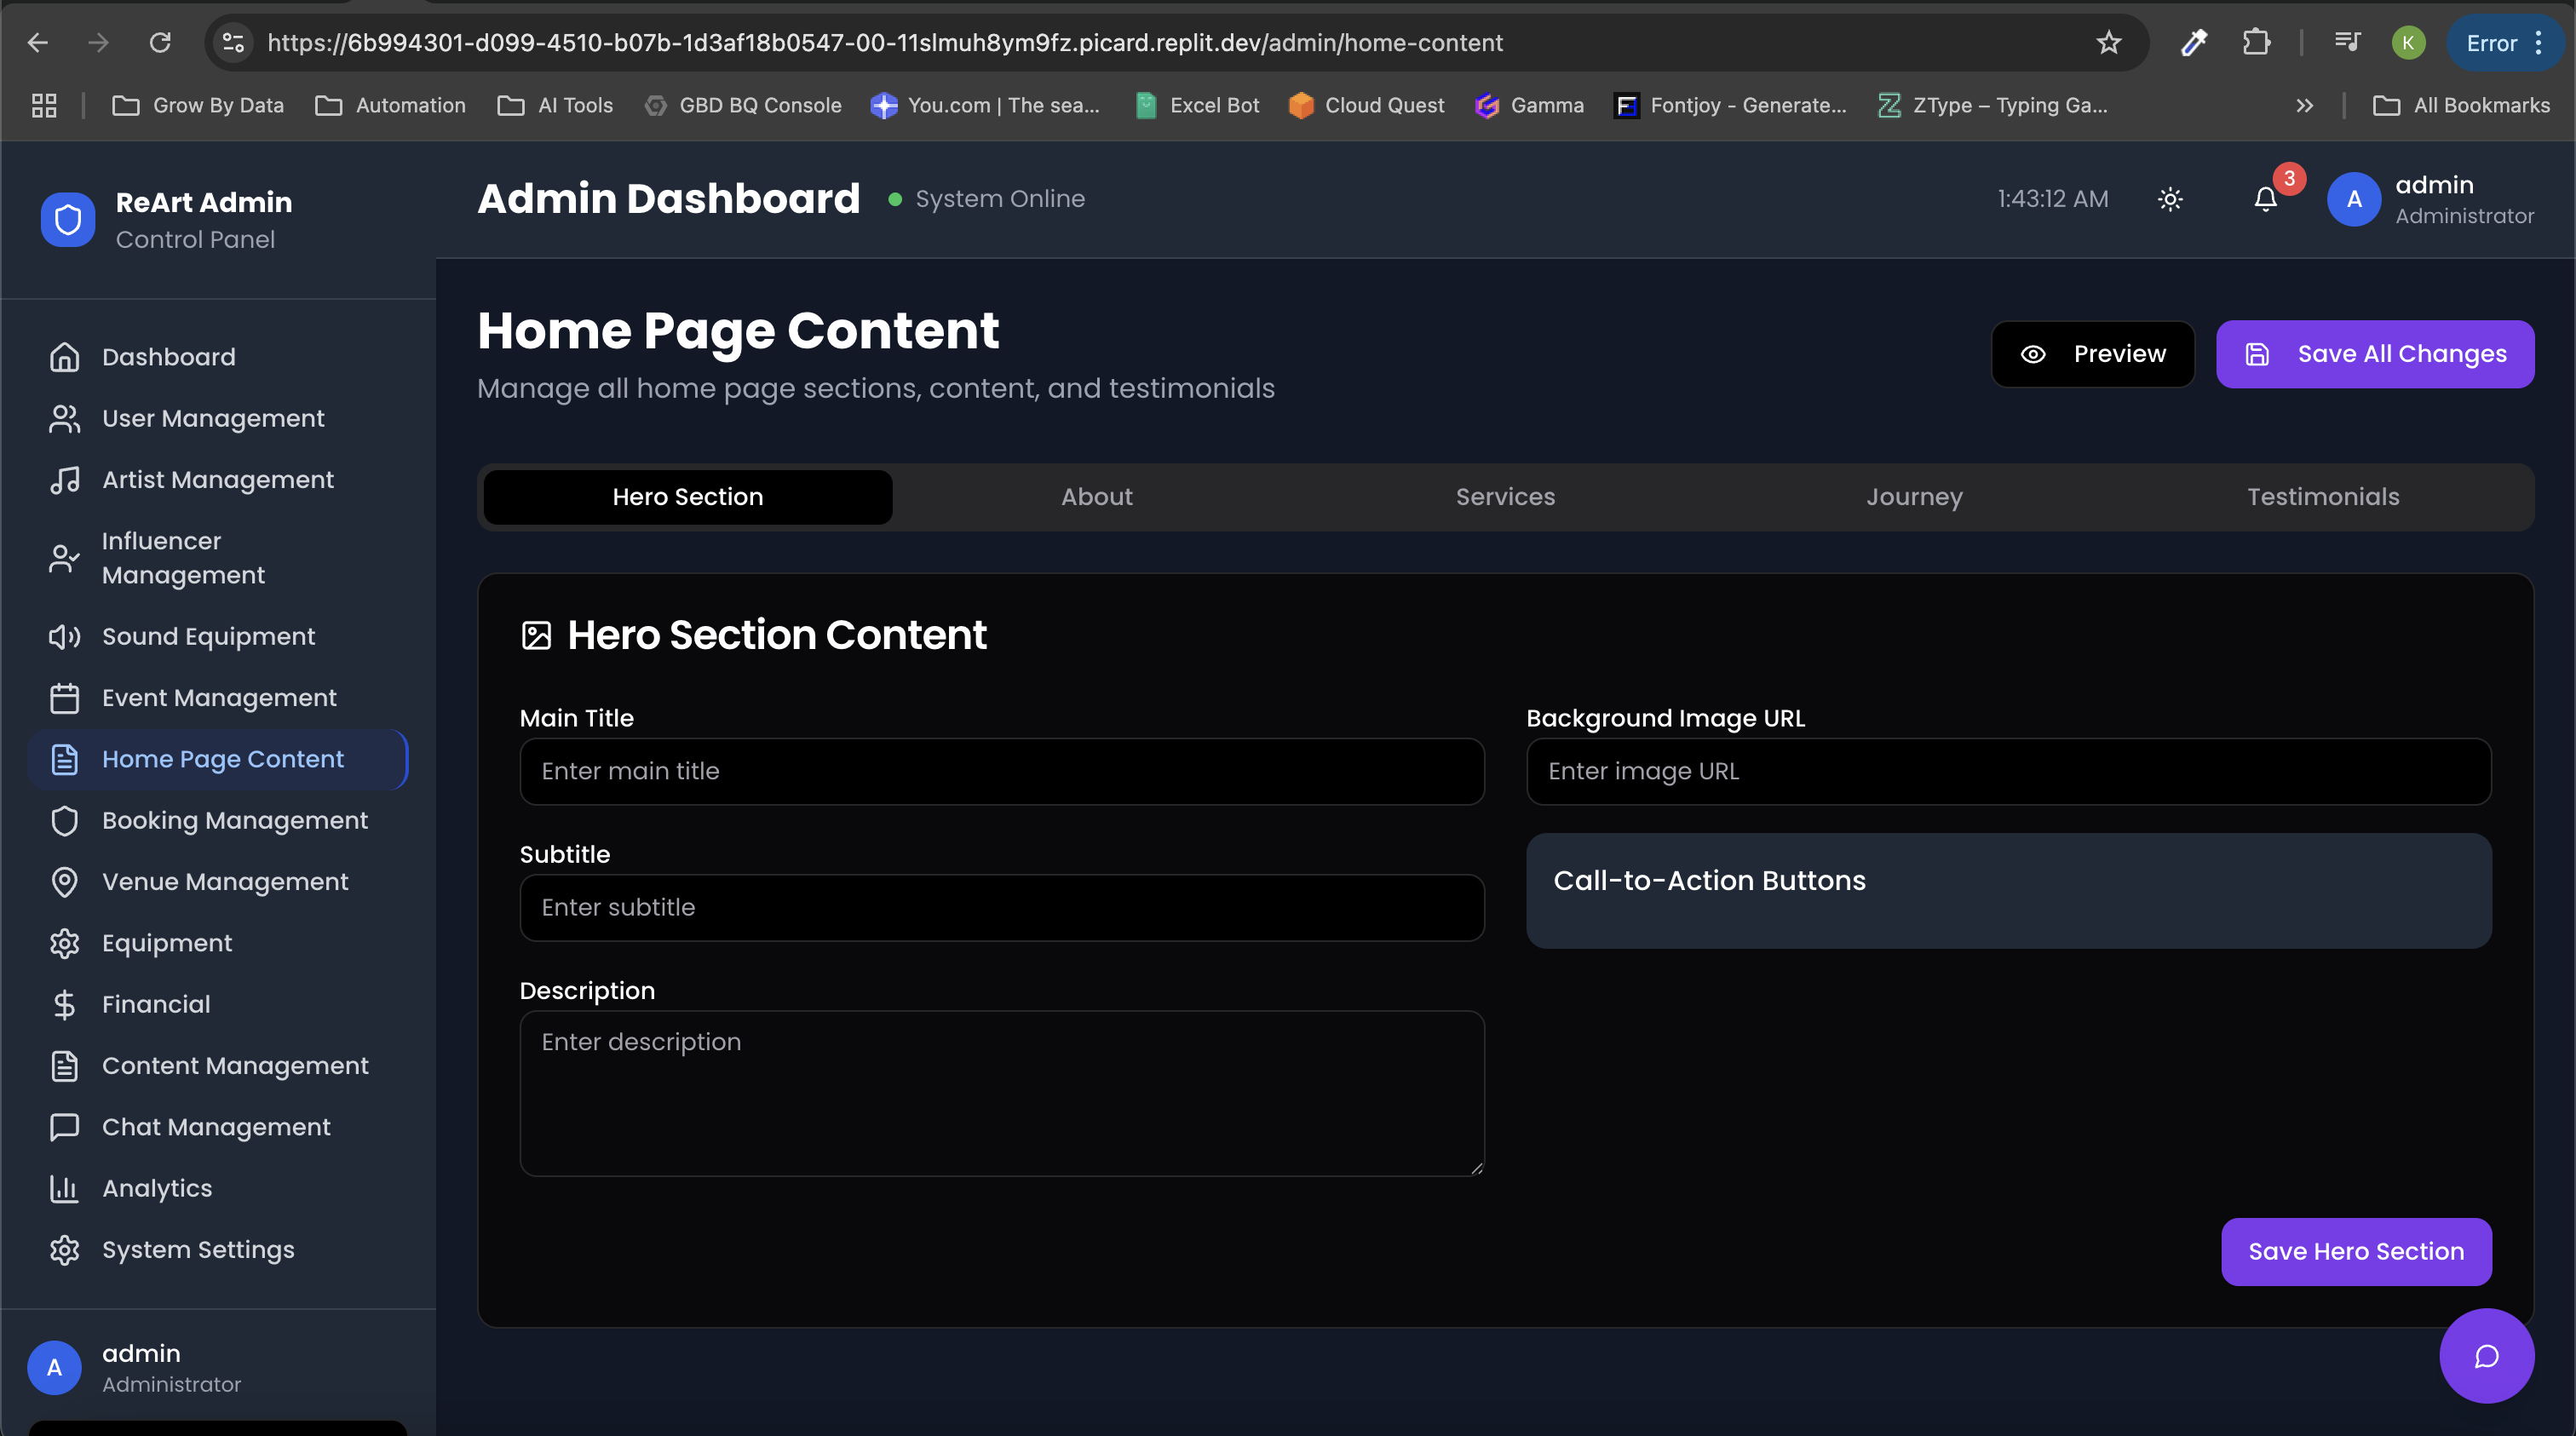 https://6b994301-d099-4510-b07b-1d3af18b0547-00-11slmuh8ym9fz.picard.replit.dev/admin/home-content
K
Error
Grow By Data
Automation
AI Tools
GBD BQ Console
You.com | The sea...
Excel Bot
Cloud Quest
Gamma
Fontjoy - Generate...
ZType – Typing Ga...
All Bookmarks
ReArt Admin
Control Panel
Admin Dashboard
System Online
1:43:12 AM
3
A
admin
Administrator
Dashboard
User Management
Artist Management
Influencer
Management
Sound Equipment
Event Management
Home Page Content
Booking Management
Venue Management
Equipment
Financial
Content Management
Chat Management
Analytics
System Settings
A
admin
Administrator
Home Page Content
Manage all home page sections, content, and testimonials
Preview
Save All Changes
Hero Section
About
Services
Journey
Testimonials
Hero Section Content
Main Title
Enter main title
Subtitle
Enter subtitle
Description
Enter description
Background Image URL
Enter image URL
Call-to-Action Buttons
Save Hero Section